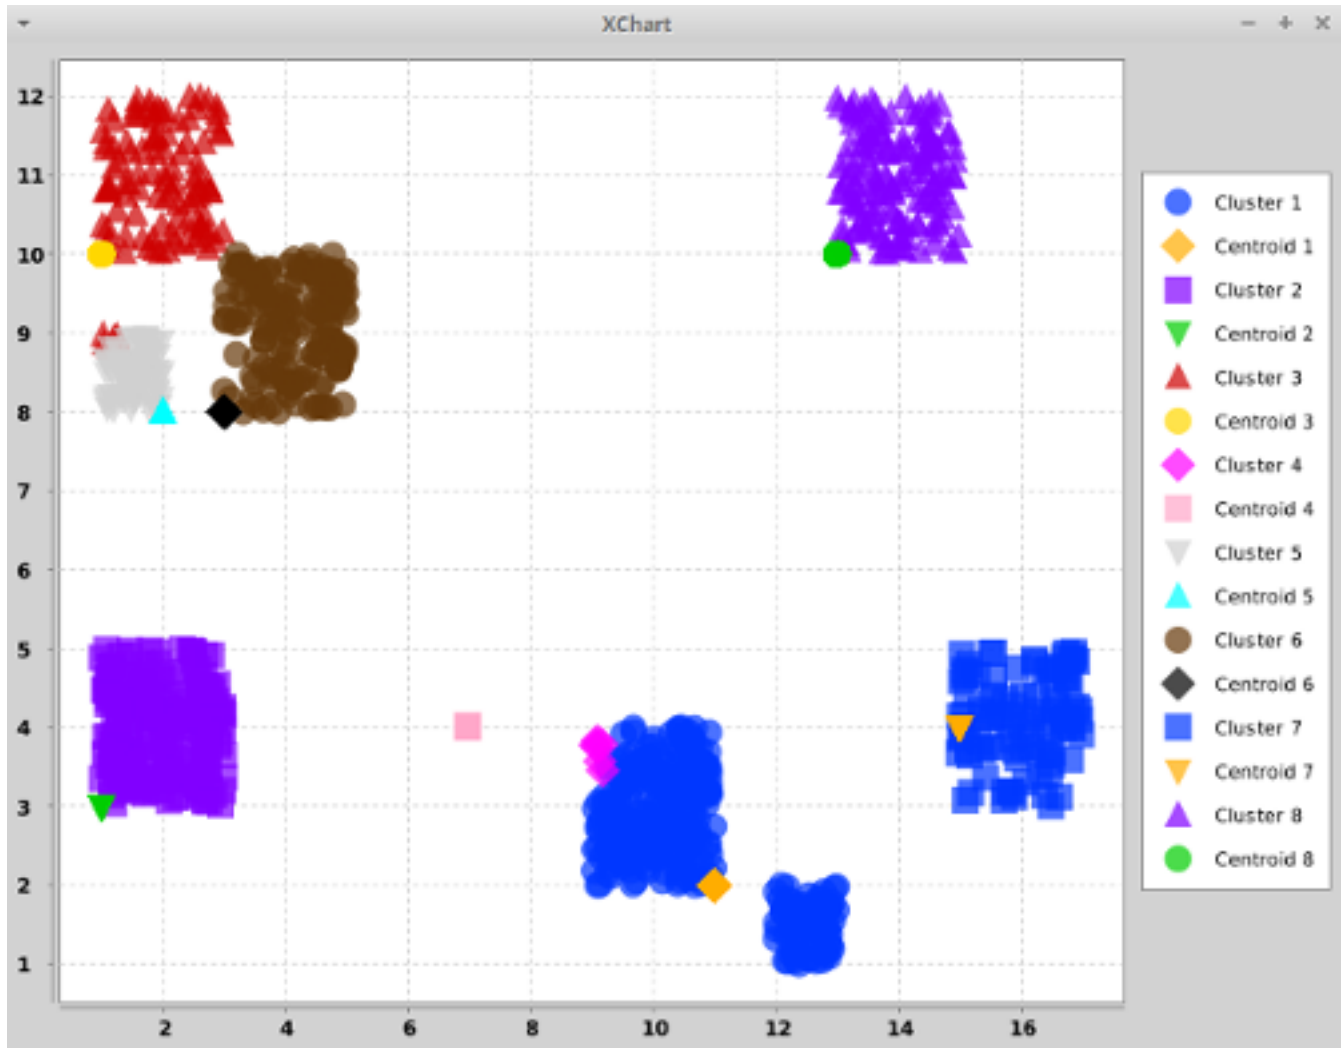 XChart
12
11
10
9
8
7
6
5
4
3
2
1
2 4 6 8 10 12 14 16
Cluster 1
Centroid 1
Cluster 2
Centroid 2
Cluster 3
Centroid 3
Cluster 4
Centroid 4
Cluster 5
Centroid 5
Cluster 6
Centroid 6
Cluster 7
Centroid 7
Cluster 8
Centroid 8